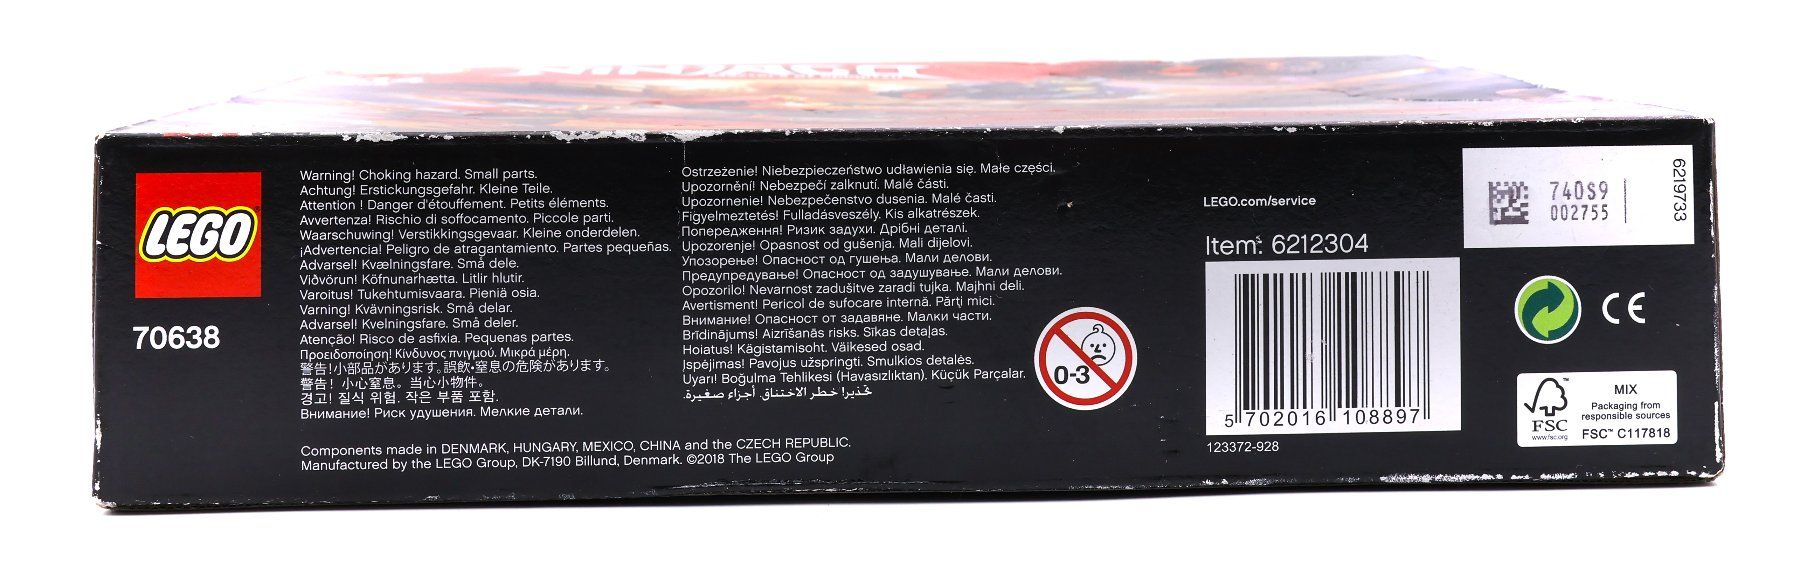 NINJAGO
LEGO
70638
Warning! Choking hazard. Small parts.
Achtung! Erstickungsgefahr. Kleine Teile.
Attention ! Danger d'étouffement. Petits éléments.
Avvertenza! Rischio di soffocamento. Piccole parti.
Waarschuwing! Verstikkingsgevaar. Kleine onderdelen.
¡Advertencia! Peligro de atragantamiento. Partes pequeñas.
Advarsel! Kvælningsfare. Små dele.
Viðvörun! Köfnunarhætta. Litlir hlutir.
Varoitus! Tukehtumisvaara. Pieniä osia.
Varning! Kvävningsrisk. Små delar.
Advarsel! Kvelningsfare. Små deler.
Atenção! Risco de asfixia. Pequenas partes.
Προειδοποίηση! Κίνδυνος πνιγμού. Μικρά μέρη.
警告!小部品があります。誤飲・窒息の危険があります。
警告！小心窒息。当心小物件。
경고! 질식 위험. 작은 부품 포함.
Внимание! Риск удушения. Мелкие детали.
Ostrzeżenie! Niebezpieczeństwo udławienia się. Małe części.
Upozornění! Nebezpečí zalknutí. Malé části.
Upozornenie! Nebezpečenstvo dusenia. Malé časti.
Figyelmeztetés! Fulladásveszély. Kis alkatrészek.
Попередження! Ризик задухи. Дрібні деталі.
Upozorenje! Opasnost od gušenja. Mali dijelovi.
Упозорење! Опасност од гушења. Мали делови.
Предупредување! Опасност од задушување. Мали делови.
Opozorilo! Nevarnost zadušitve zaradi tujka. Majhni deli.
Avertisment! Pericol de sufocare internă. Părți mici.
Внимание! Опасност от задавяне. Малки части.
Brīdinājums! Aizrīšanās risks. Sīkas detaļas.
Hoiatus! Kägistamisoht. Väikesed osad.
Įspėjimas! Pavojus užspringti. Smulkios detalės.
Uyarı! Boğulma Tehlikesi (Havasızlıktan). Küçük Parçalar.
تحذير! خطر الاختناق. أجزاء صغيرة.
Components made in DENMARK, HUNGARY, MEXICO, CHINA and the CZECH REPUBLIC.
Manufactured by the LEGO Group, DK-7190 Billund, Denmark. ©2018 The LEGO Group
0-3
LEGO.com/service
Item: 6212304
5 702016 108897
123372-928
740S9
002755
6219733
CE
FSC
www.fsc.org
MIX
Packaging from
responsible sources
FSC™ C117818